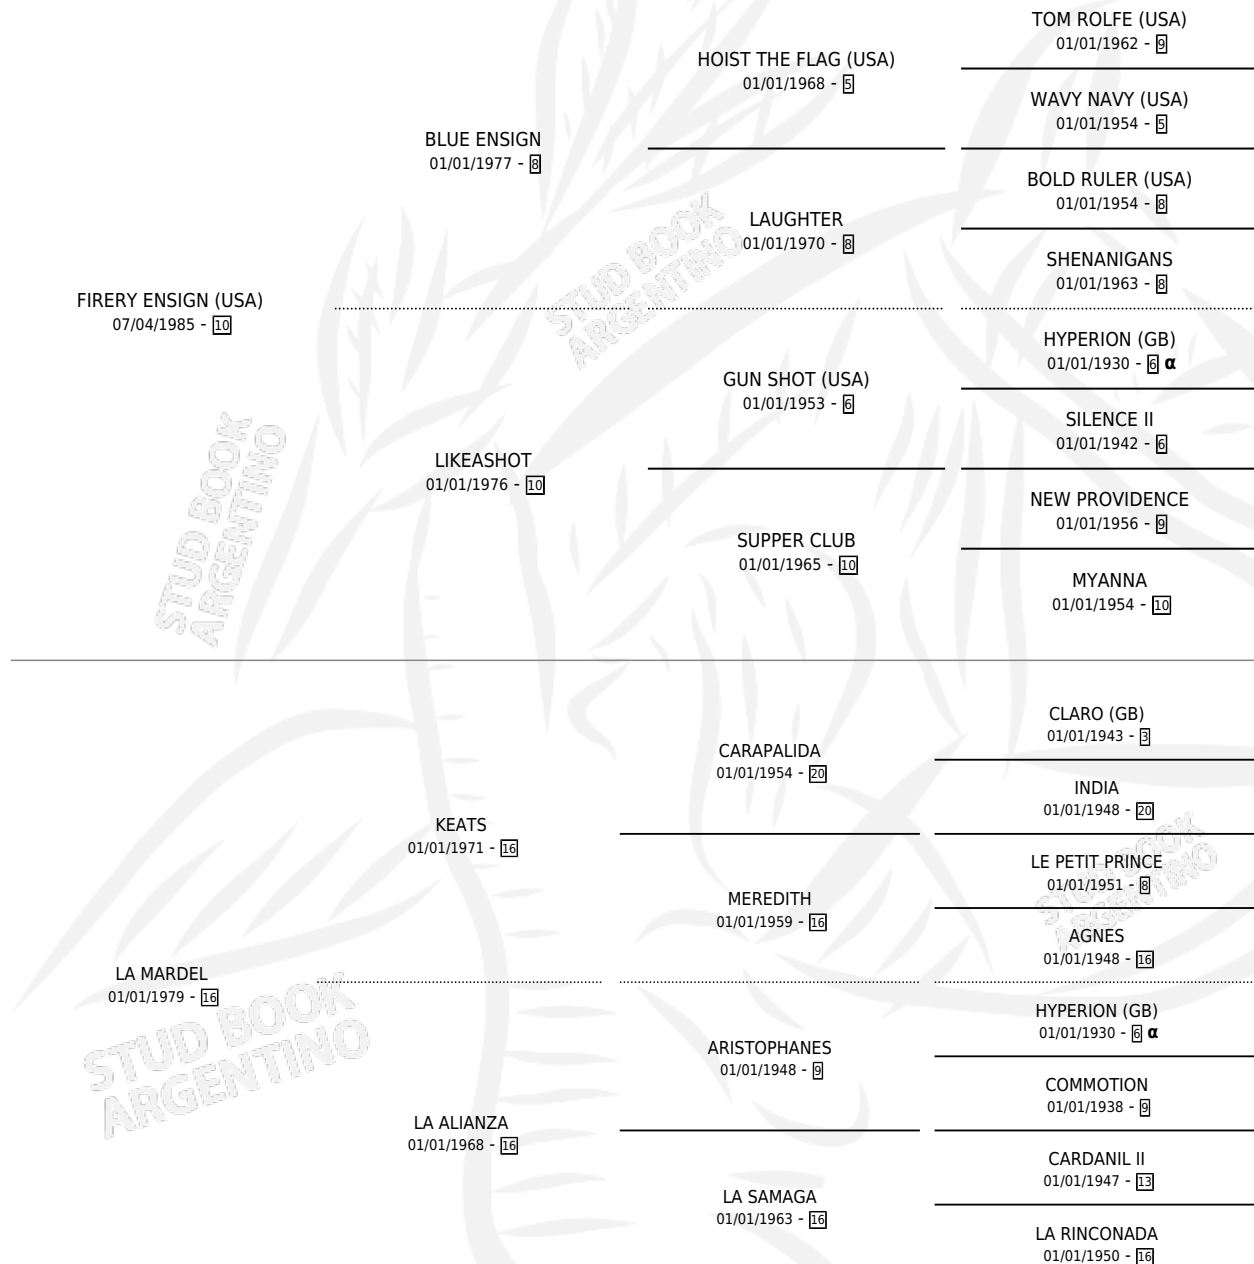 TOM ROLFE (USA)
01/01/1962 - 9
HOIST THE FLAG (USA)
01/01/1968 - 5
WAVY NAVY (USA)
01/01/1954 - 5
BLUE ENSIGN
01/01/1977 - 8
BOLD RULER (USA)
01/01/1954 - 8
LAUGHTER
01/01/1970 - 8
SHENANIGANS
01/01/1963 - 8
FIRERY ENSIGN (USA)
07/04/1985 - 10
HYPERION (GB)
01/01/1930 - 6 α
GUN SHOT (USA)
01/01/1953 - 6
SILENCE II
01/01/1942 - 6
LIKEASHOT
01/01/1976 - 10
NEW PROVIDENCE
01/01/1956 - 9
SUPPER CLUB
01/01/1965 - 10
MYANNA
01/01/1954 - 10
CLARO (GB)
01/01/1943 - 3
CARAPALIDA
01/01/1954 - 20
INDIA
01/01/1948 - 20
KEATS
01/01/1971 - 16
LE PETIT PRINCE
01/01/1951 - 8
MEREDITH
01/01/1959 - 16
AGNES
01/01/1948 - 16
LA MARDEL
01/01/1979 - 16
HYPERION (GB)
01/01/1930 - 6 α
ARISTOPHANES
01/01/1948 - 9
COMMOTION
01/01/1938 - 9
LA ALIANZA
01/01/1968 - 16
CARDANIL II
01/01/1947 - 13
LA SAMAGA
01/01/1963 - 16
LA RINCONADA
01/01/1950 - 16
STUD BOOK
ARGENTINO
STUD BOOK
ARGENTINO
STUD BOOK
ARGENTINO
STUD BOOK
ARGENTINO